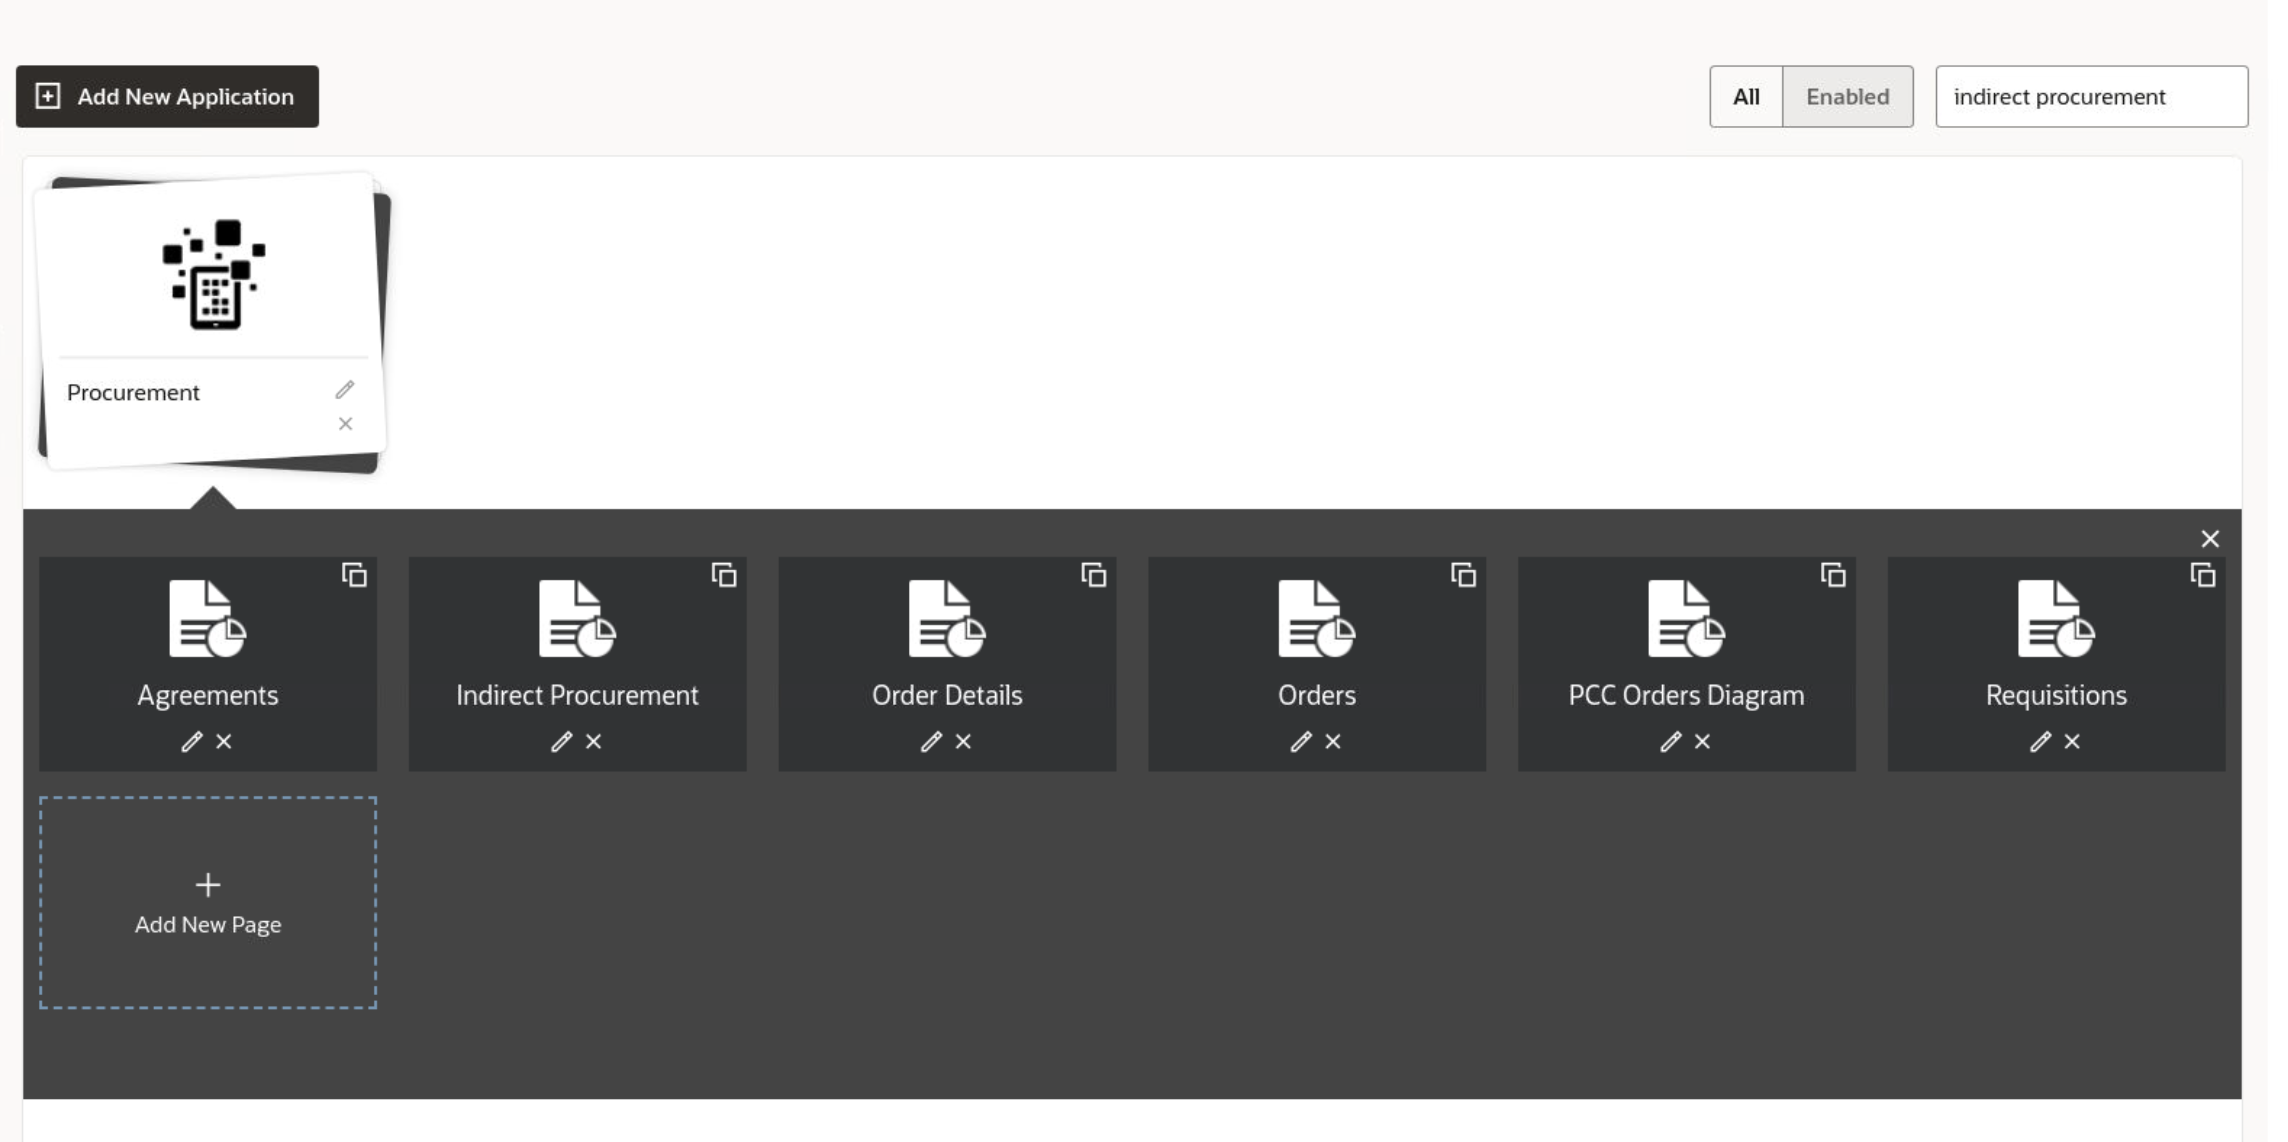 Add New Application
All
Enabled
indirect procurement
Procurement
Agreements
Indirect Procurement
Order Details
Orders
PCC Orders Diagram
Requisitions
Add New Page